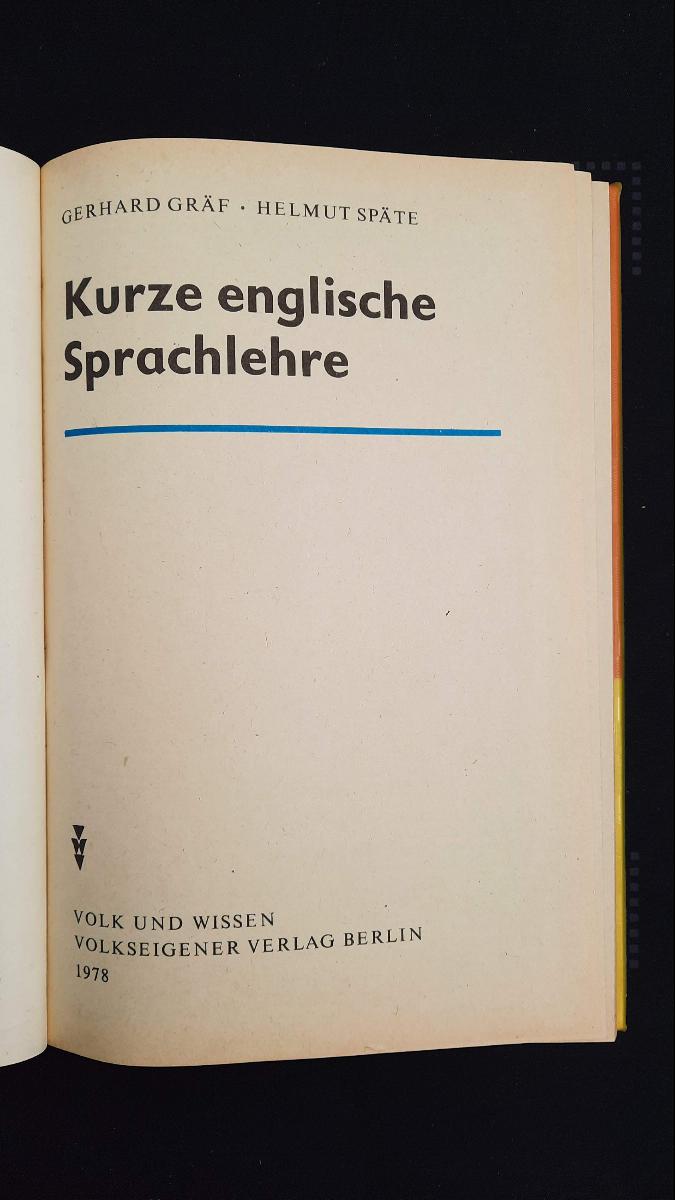 GERHARD GRÄF · HELMUT SPÄTE
Kurze englische
Sprachlehre
VOLK UND WISSEN
VOLKSEIGENER VERLAG BERLIN
1978